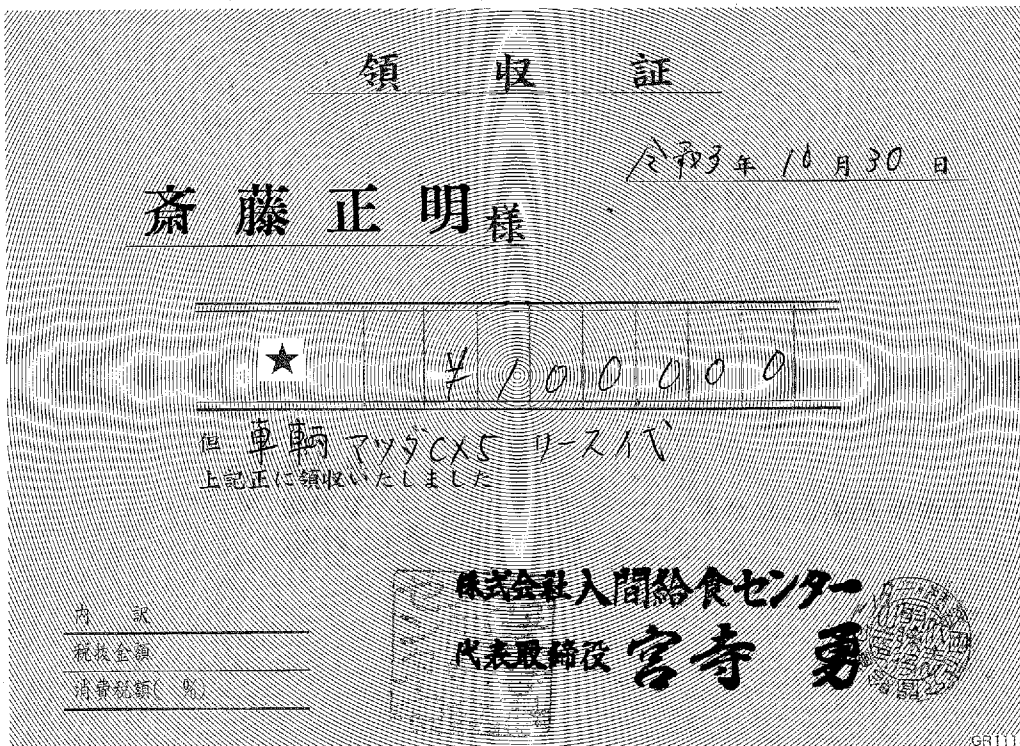 領収証
令和3年10月30日
斎藤正明様
★ ¥100000
但 車輌 マツダCX5 リース代
上記正に領収いたしました
株式会社入間給食センター
代表取締役 宮寺 勇
内訳
税抜金額
消費税額( %)
GR111